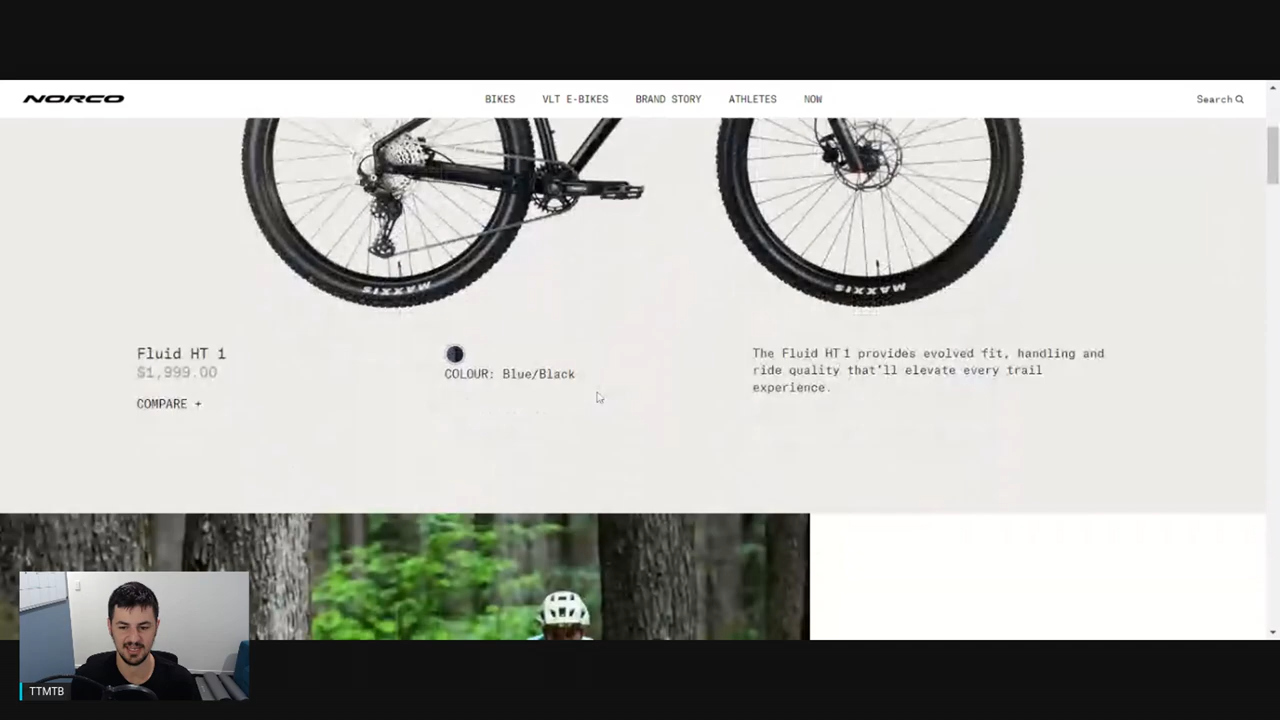 NORCO
BIKES
VLT E-BIKES
BRAND STORY
ATHLETES
NOW
Search
MAXXIS
MAXXIS
Fluid HT 1
$1,999.00
COMPARE +
COLOUR: Blue/Black
The Fluid HT 1 provides evolved fit, handling and
ride quality that'll elevate every trail
experience.
TTMTB